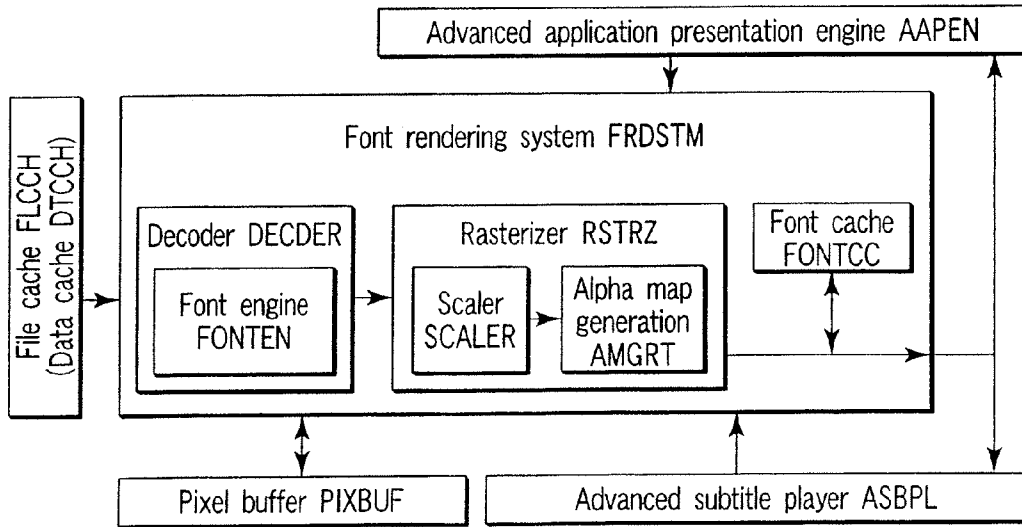 Advanced application presentation engine AAPEN
File cache FLCCH
(Data cache DTCCH)
Font rendering system FRDSTM
Decoder DECDER
Font engine
FONTEN
Rasterizer RSTRZ
Scaler
SCALER
Alpha map
generation
AMGRT
Font cache
FONTCC
Pixel buffer PIXBUF
Advanced subtitle player ASBPL